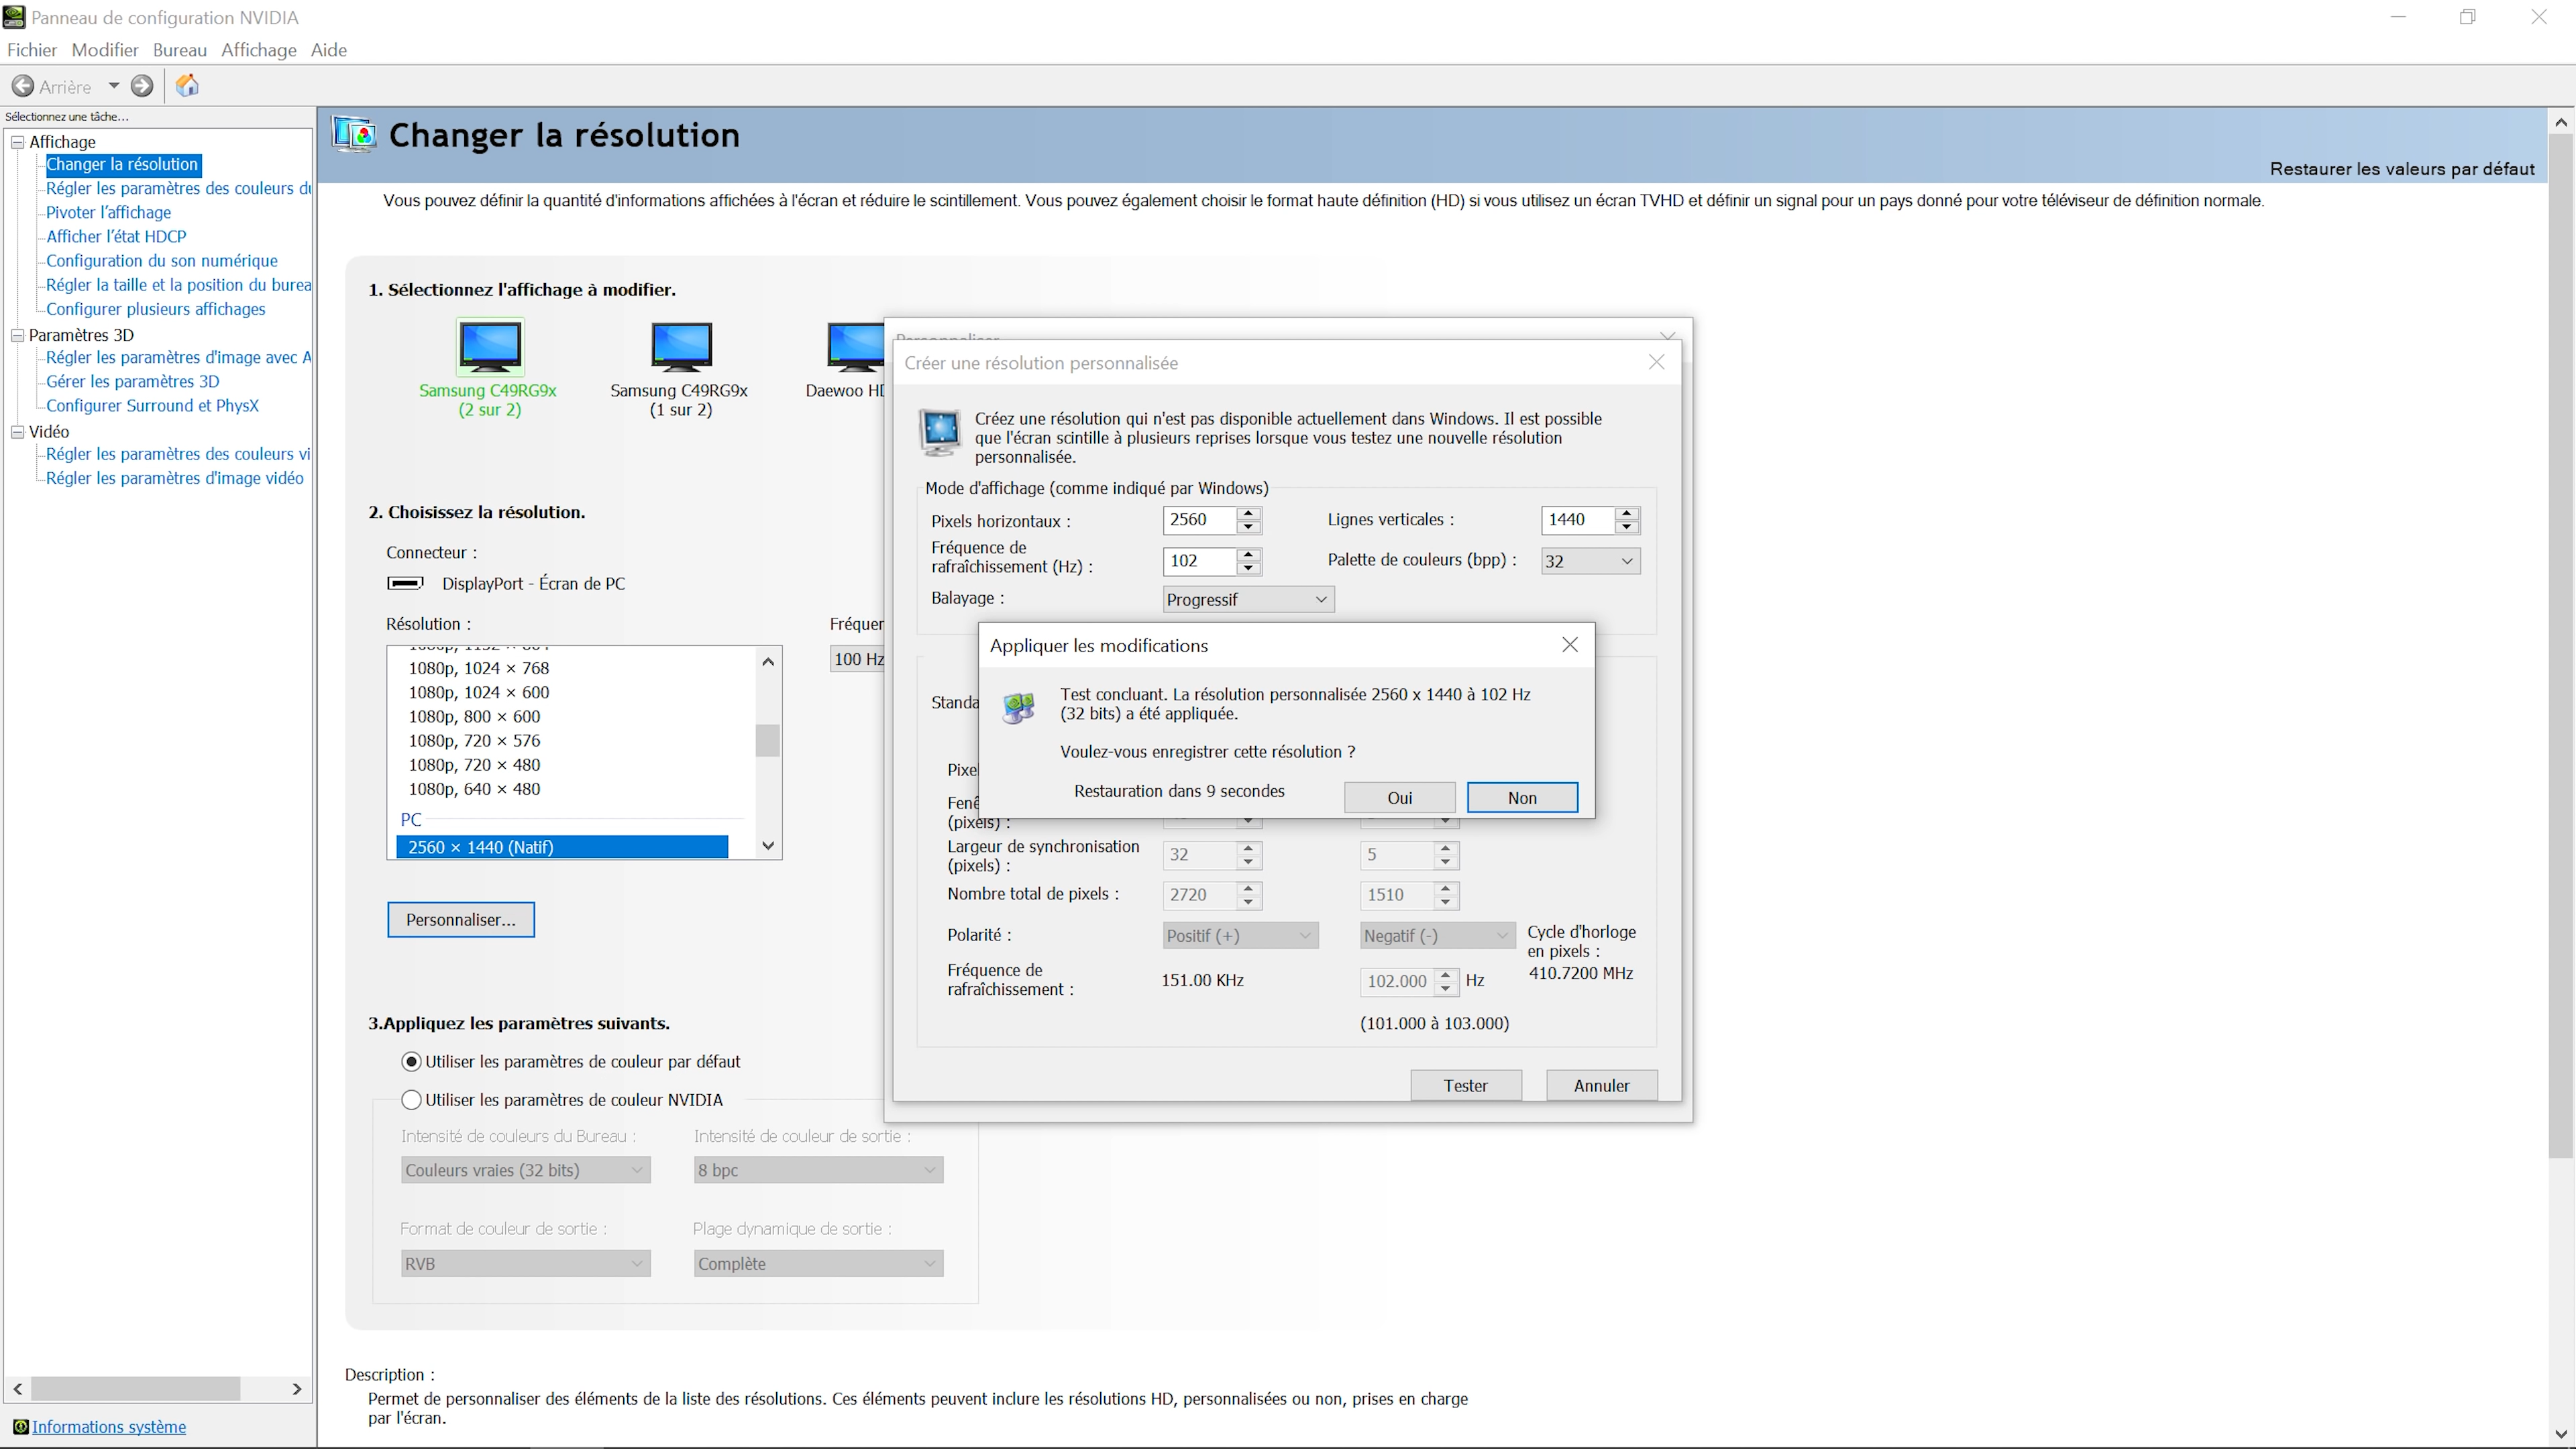 Panneau de configuration NVIDIA
Fichier Modifier Bureau Affichage Aide
Arrière
Sélectionnez une tâche...
Affichage
Changer la résolution
Régler les paramètres des couleurs du
Pivoter l'affichage
Afficher l'état HDCP
Configuration du son numérique
Régler la taille et la position du burea
Configurer plusieurs affichages
Paramètres 3D
Régler les paramètres d'image avec A
Gérer les paramètres 3D
Configurer Surround et PhysX
Vidéo
Régler les paramètres des couleurs vi
Régler les paramètres d'image vidéo
Informations système
Changer la résolution
Restaurer les valeurs par défaut
Vous pouvez définir la quantité d'informations affichées à l'écran et réduire le scintillement. Vous pouvez également choisir le format haute définition (HD) si vous utilisez un écran TVHD et définir un signal pour un pays donné pour votre téléviseur de définition normale.
1. Sélectionnez l'affichage à modifier.
Samsung C49RG9x
(2 sur 2)
Samsung C49RG9x
(1 sur 2)
Daewoo HD
2. Choisissez la résolution.
Connecteur :
DisplayPort - Écran de PC
Résolution :
Fréquer
100 Hz
1080p, 1024 × 768
1080p, 1024 × 600
1080p, 800 × 600
1080p, 720 × 576
1080p, 720 × 480
1080p, 640 × 480
PC
2560 × 1440 (Natif)
Personnaliser...
3.Appliquez les paramètres suivants.
Utiliser les paramètres de couleur par défaut
Utiliser les paramètres de couleur NVIDIA
Intensité de couleurs du Bureau :
Intensité de couleur de sortie :
Couleurs vraies (32 bits)
8 bpc
Format de couleur de sortie :
Plage dynamique de sortie :
RVB
Complète
Description :
Permet de personnaliser des éléments de la liste des résolutions. Ces éléments peuvent inclure les résolutions HD, personnalisées ou non, prises en charge
par l'écran.
Créer une résolution personnalisée
Créez une résolution qui n'est pas disponible actuellement dans Windows. Il est possible
que l'écran scintille à plusieurs reprises lorsque vous testez une nouvelle résolution
personnalisée.
Mode d'affichage (comme indiqué par Windows)
Pixels horizontaux :
2560
Lignes verticales :
1440
Fréquence de
rafraîchissement (Hz) :
102
Palette de couleurs (bpp) :
32
Balayage :
Progressif
Appliquer les modifications
Test concluant. La résolution personnalisée 2560 x 1440 à 102 Hz
(32 bits) a été appliquée.
Voulez-vous enregistrer cette résolution ?
Restauration dans 9 secondes
Oui
Non
Standa
Pixel
Fenê
(pixels) :
Largeur de synchronisation
(pixels) :
32
5
Nombre total de pixels :
2720
1510
Polarité :
Positif (+)
Negatif (-)
Cycle d'horloge
en pixels :
410.7200 MHz
Fréquence de
rafraîchissement :
151.00 KHz
102.000
Hz
(101.000 à 103.000)
Tester
Annuler